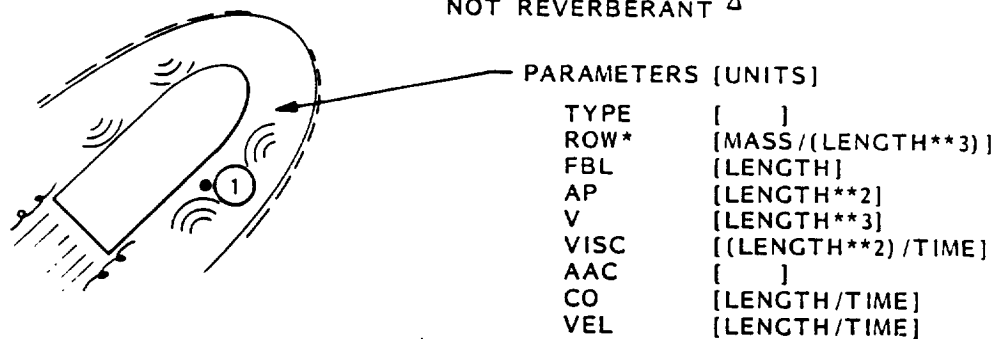 NOT REVERBERANT Δ
PARAMETERS [UNITS]
TYPE [ ]
ROW* [MASS/(LENGTH**3)]
FBL [LENGTH]
AP [LENGTH**2]
V [LENGTH**3]
VISC [(LENGTH**2)/TIME]
AAC [ ]
CO [LENGTH/TIME]
VEL [LENGTH/TIME]
1